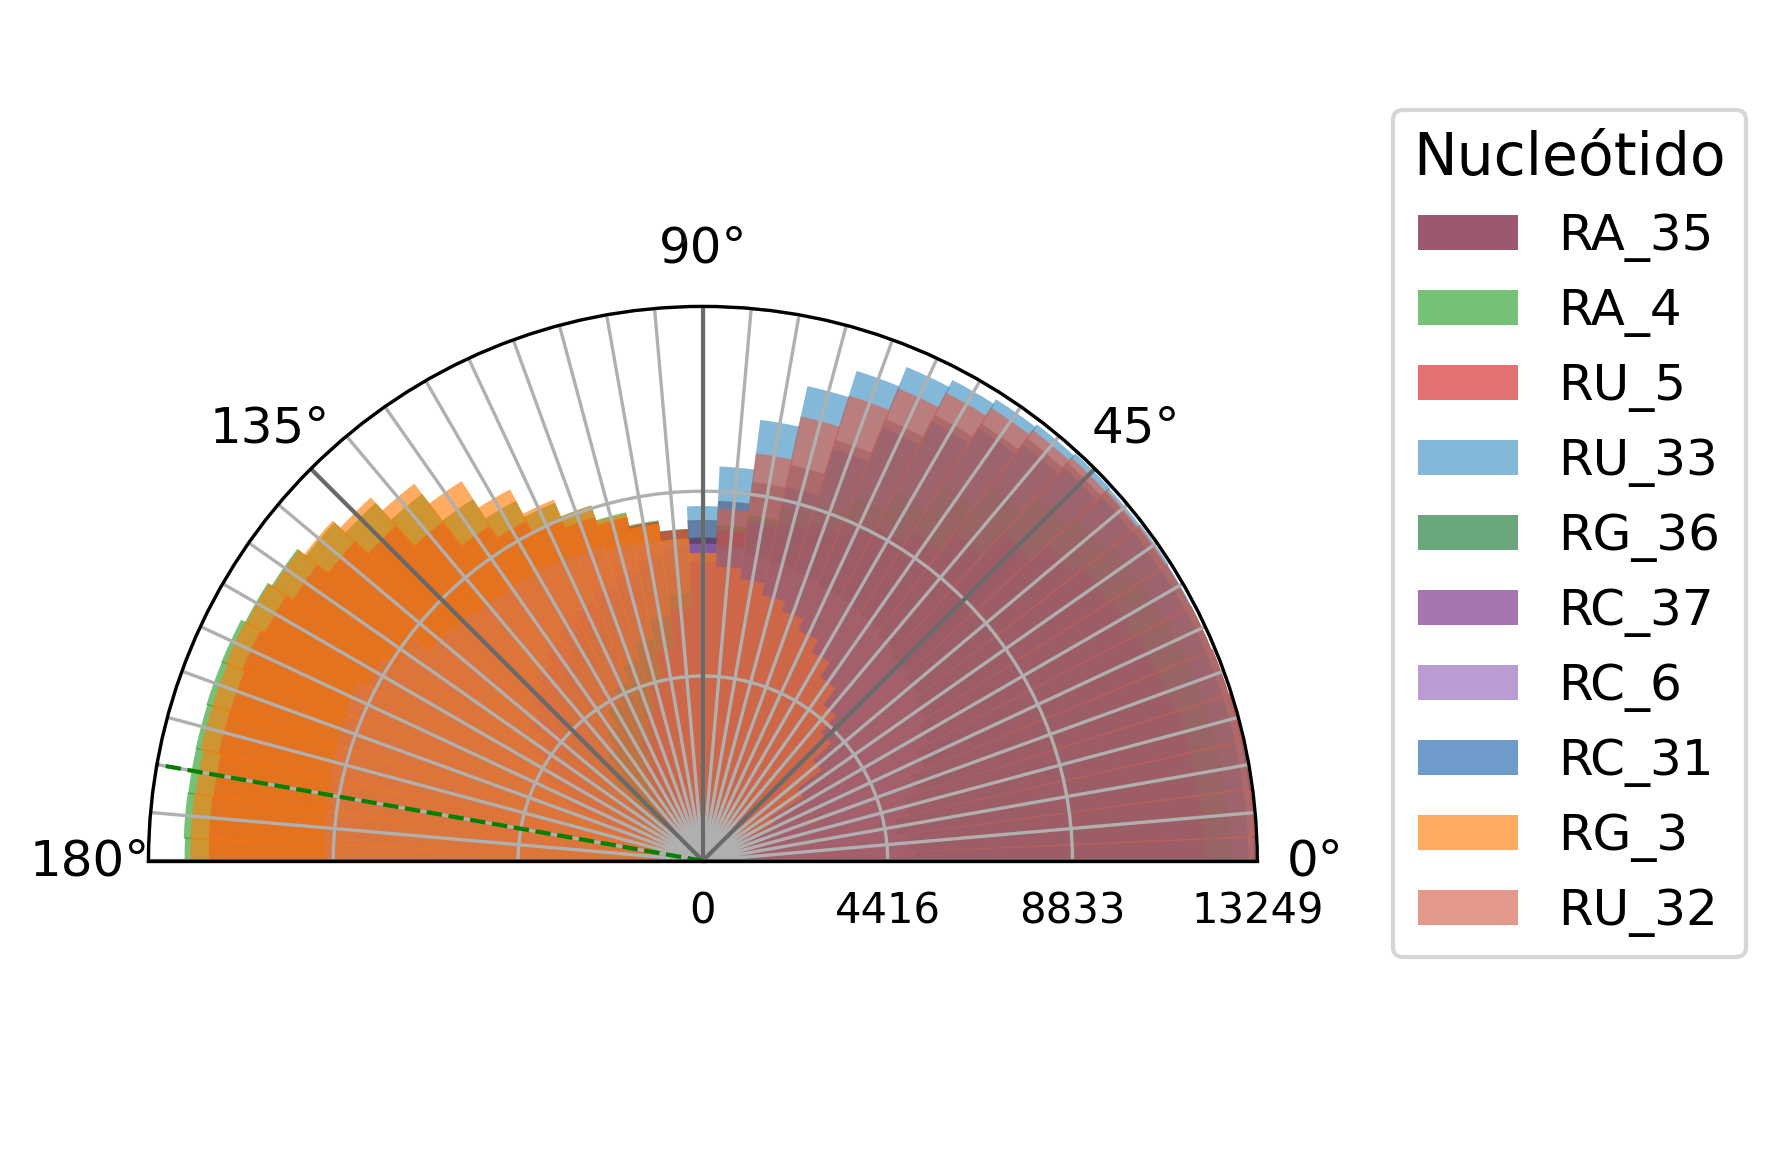 90°
135°
45°
180°
0°
0
4416
8833
13249
Nucleótido
RA_35
RA_4
RU_5
RU_33
RG_36
RC_37
RC_6
RC_31
RG_3
RU_32